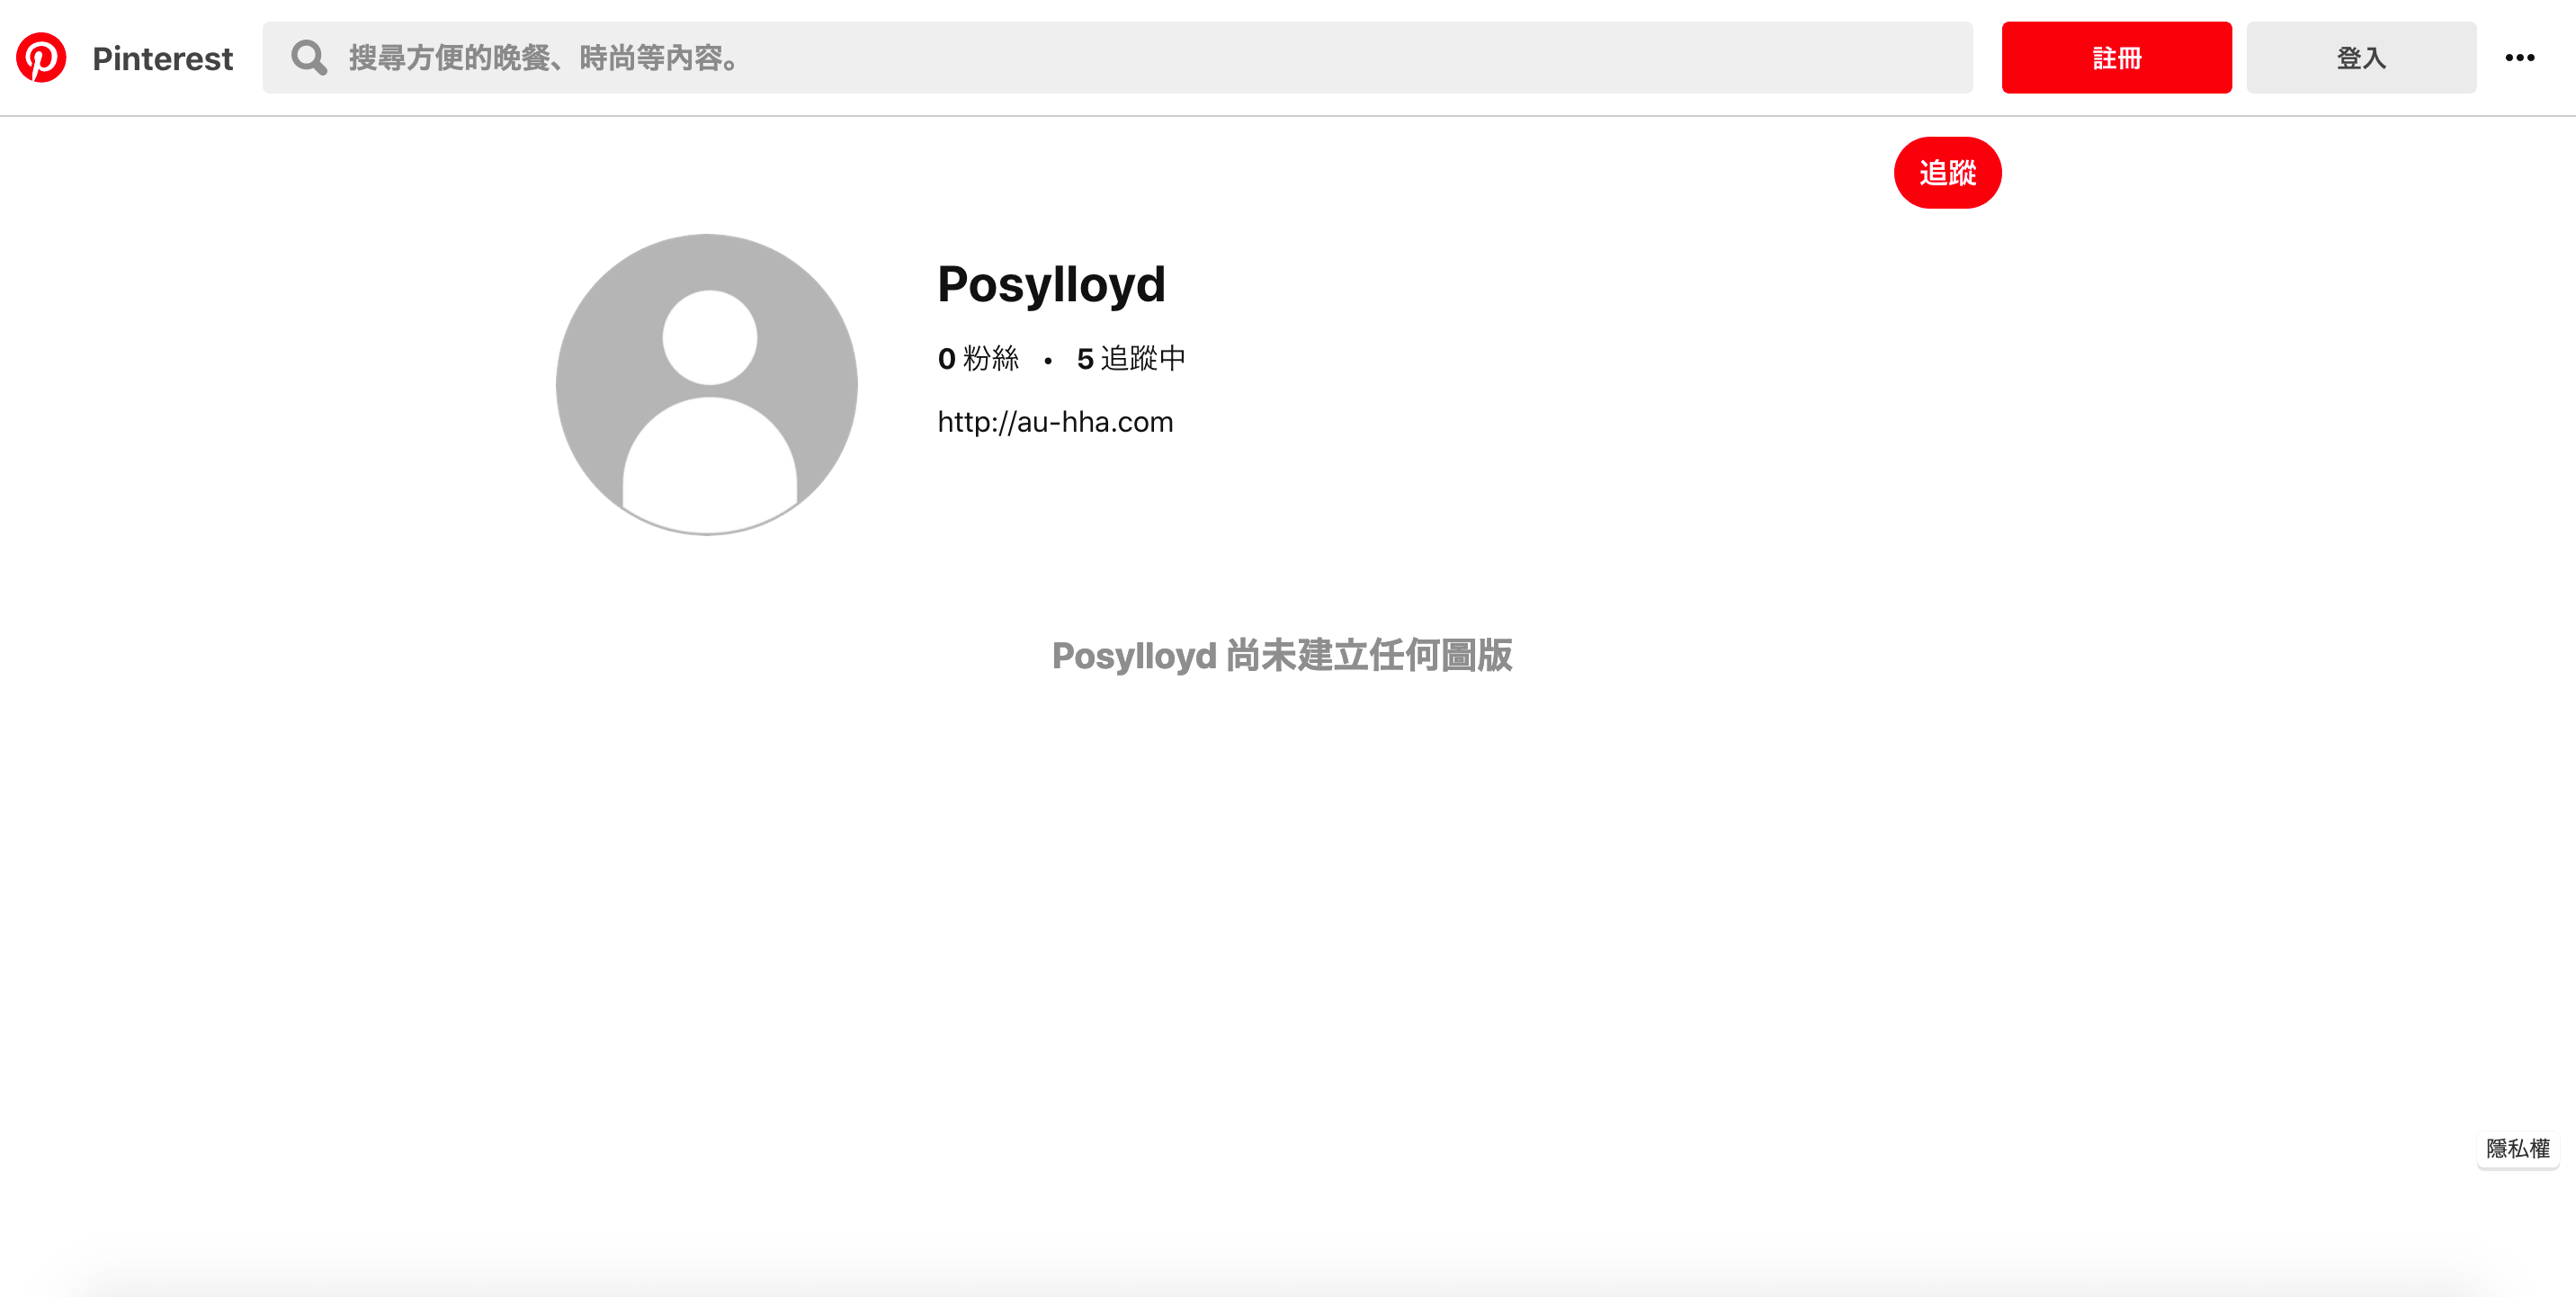 Pinterest
搜尋方便的晚餐、時尚等內容。
註冊
登入
追蹤
Posylloyd
0 粉絲 • 5 追蹤中
http://au-hha.com
Posylloyd 尚未建立任何圖版
隱私權